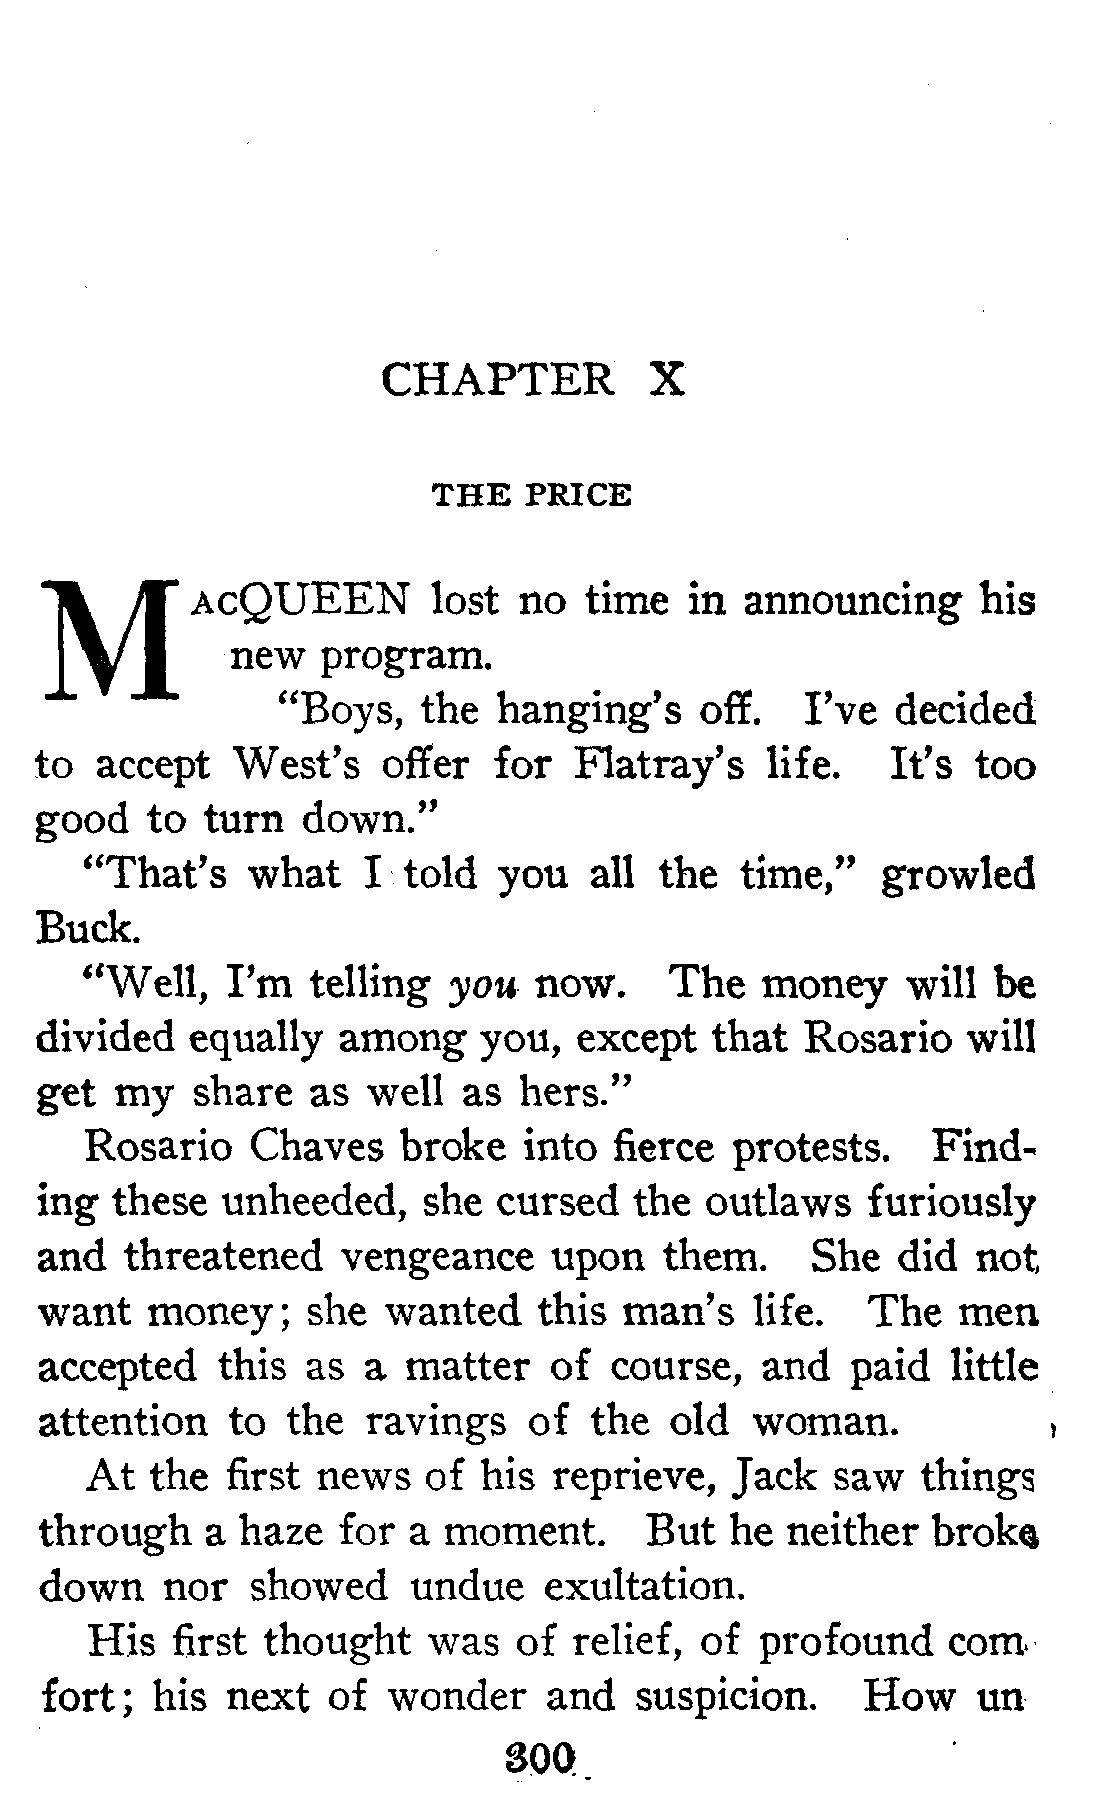 CHAPTER X
THE PRICE
MACQUEEN lost no time in announcing his
new program.
"Boys, the hanging's off. I've decided
to accept West's offer for Flatray's life. It's too
good to turn down."
"That's what I told you all the time," growled
Buck.
"Well, I'm telling you now. The money will be
divided equally among you, except that Rosario will
get my share as well as hers."
Rosario Chaves broke into fierce protests. Find-
ing these unheeded, she cursed the outlaws furiously
and threatened vengeance upon them. She did not
want money; she wanted this man's life. The men
accepted this as a matter of course, and paid little
attention to the ravings of the old woman.
At the first news of his reprieve, Jack saw things
through a haze for a moment. But he neither broke
down nor showed undue exultation.
His first thought was of relief, of profound com-
fort; his next of wonder and suspicion. How un
300